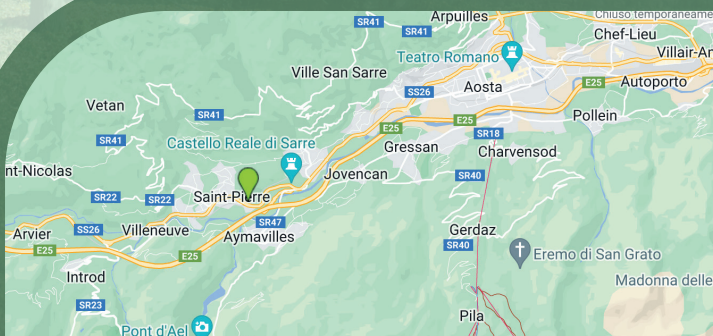 SR41
Arpuilles
Chiuso temporaneame
SR41
Chef-Lieu
Teatro Romano
Villair-Am
Ville San Sarre
Autoporto
E25
Aosta
SS26
Vetan
SR41
Pollein
E25
E25
SR18
SR41
Castello Reale di Sarre
Gressan
Charvensod
nt-Nicolas
Jovencan
SR40
SR22
SR22
Saint-Pierre
SR47
Gerdaz
Arvier
SS26
Villeneuve
Aymavilles
SR40
E25
E25
Eremo di San Grato
Introd
Madonna delle
SR23
Pila
Pont d'Ael